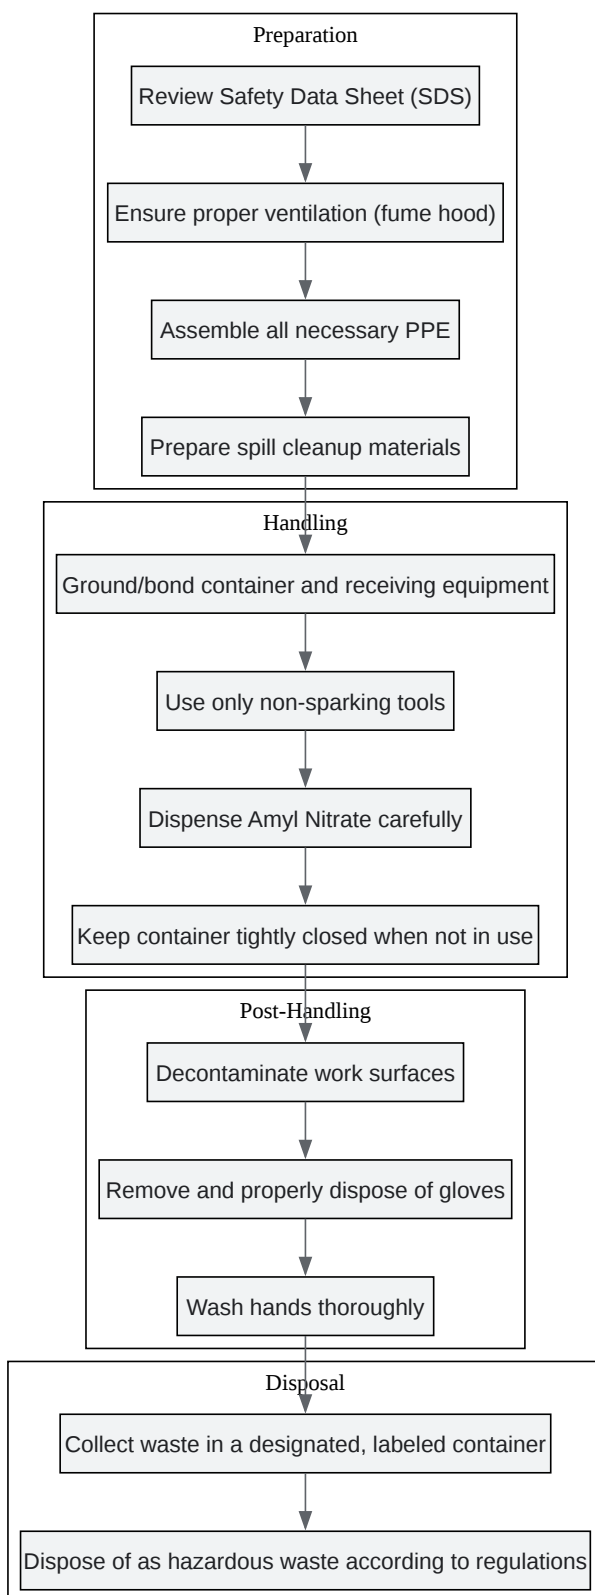 Preparation
Review Safety Data Sheet (SDS)
Ensure proper ventilation (fume hood)
Assemble all necessary PPE
Prepare spill cleanup materials
Handling
Ground/bond container and receiving equipment
Use only non-sparking tools
Dispense Amyl Nitrate carefully
Keep container tightly closed when not in use
Post-Handling
Decontaminate work surfaces
Remove and properly dispose of gloves
Wash hands thoroughly
Disposal
Collect waste in a designated, labeled container
Dispose of as hazardous waste according to regulations